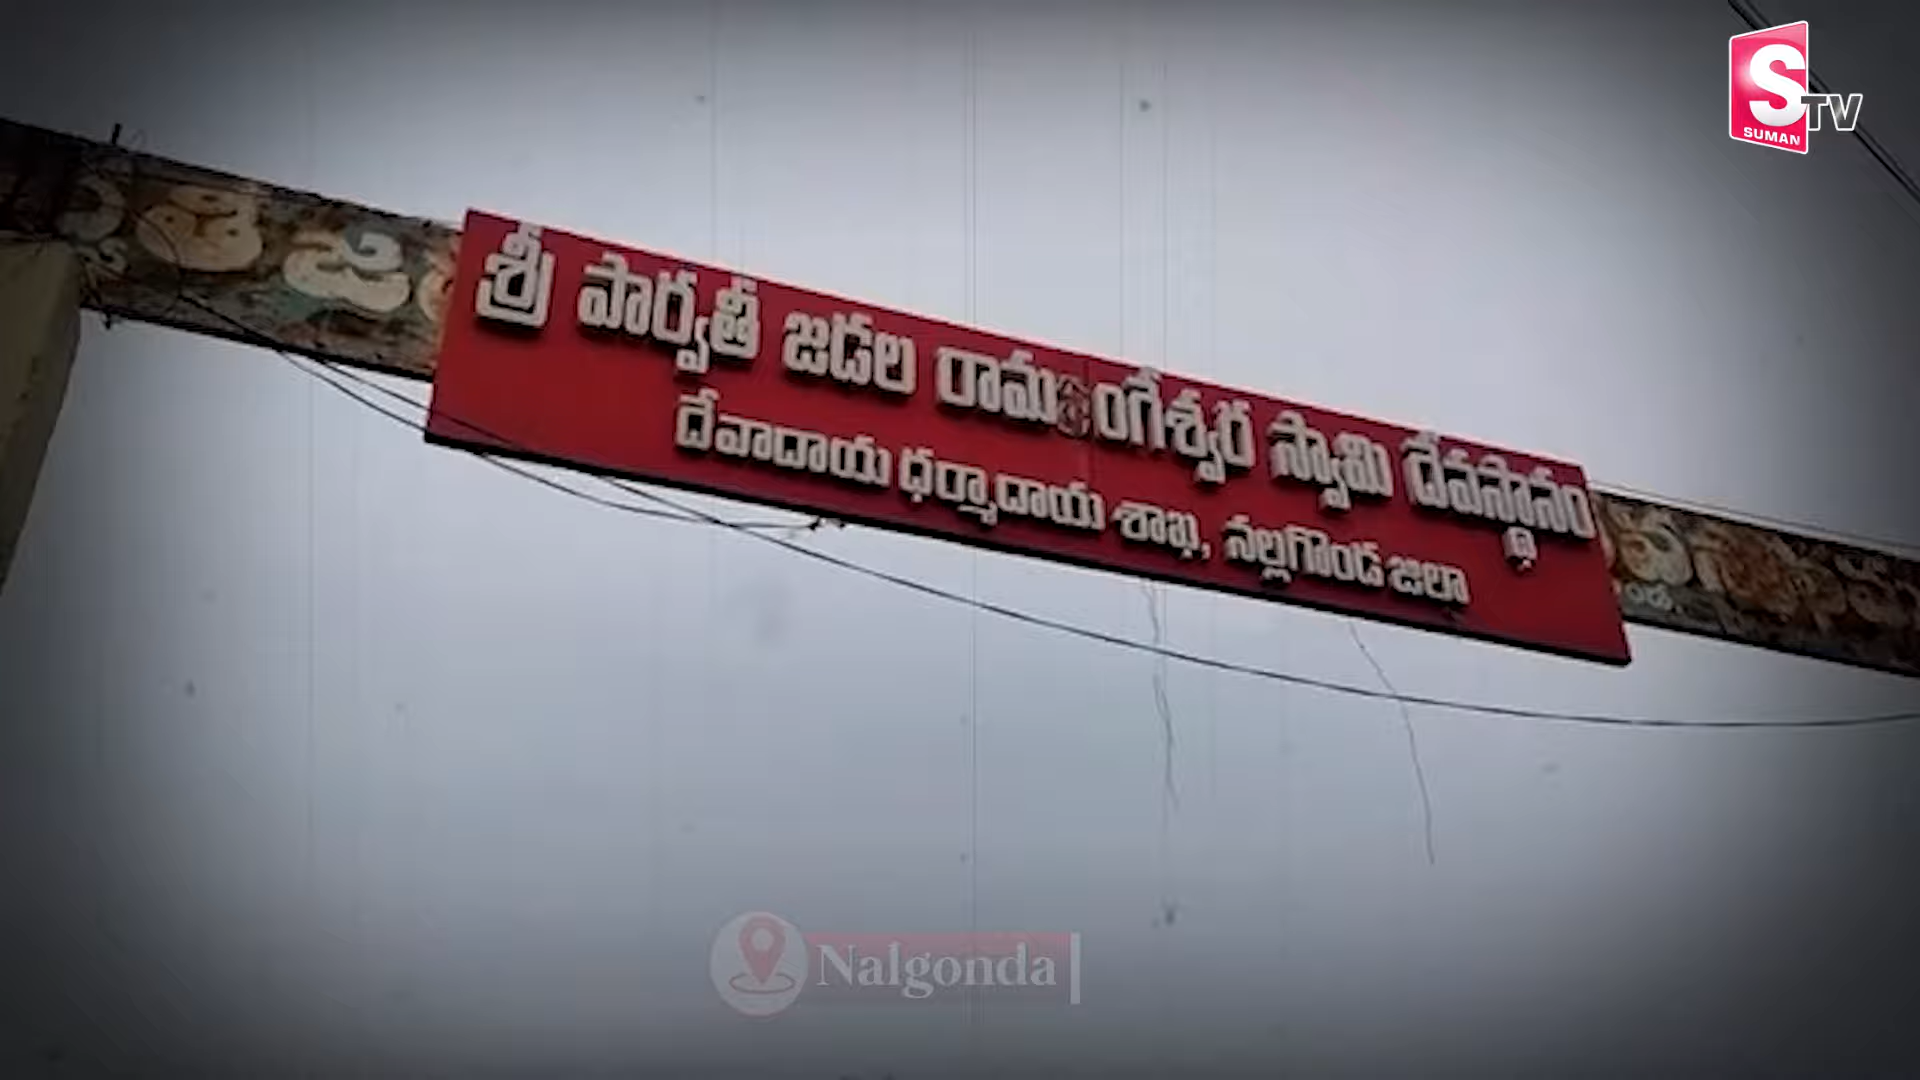 S
SUMAN
TV
శ్రీ పార్వతీ జడల రామలింగేశ్వర స్వామి దేవస్థానం
దేవాదాయ ధర్మాదాయ శాఖ, నల్లగొండ జిల్లా
Nalgonda